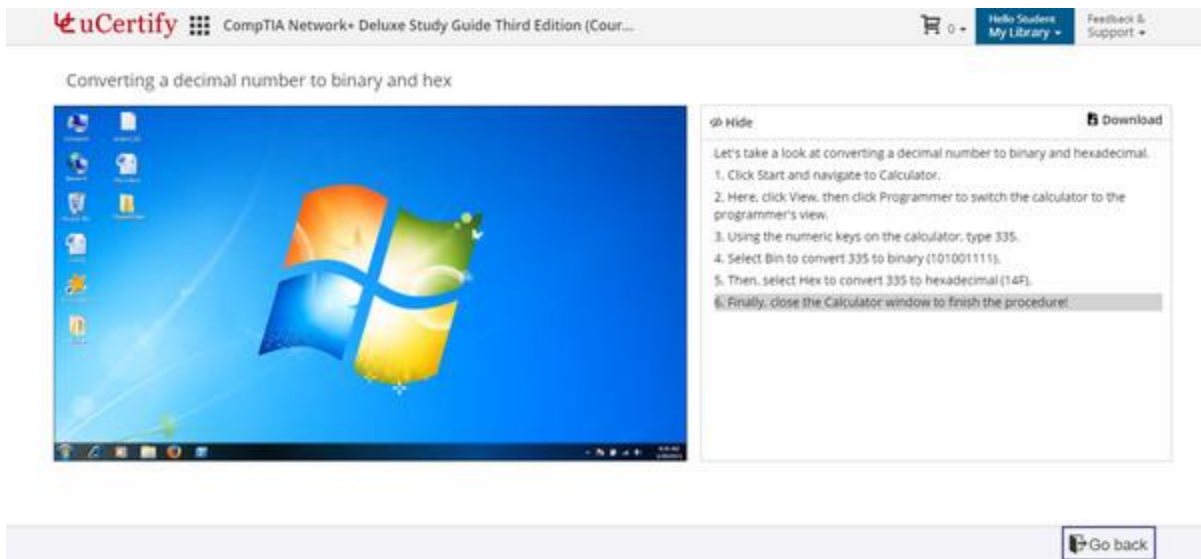 uCertify CompTIA Network+ Deluxe Study Guide Third Edition (Cour...
0
Hello Student
My Library
Feedback &
Support
Converting a decimal number to binary and hex
Hide
Download
Let's take a look at converting a decimal number to binary and hexadecimal.
1. Click Start and navigate to Calculator.
2. Here, click View, then click Programmer to switch the calculator to the
programmer's view.
3. Using the numeric keys on the calculator, type 335.
4. Select Bin to convert 335 to binary (101001111).
5. Then, select Hex to convert 335 to hexadecimal (14F).
6. Finally, close the Calculator window to finish the procedure!
Go back